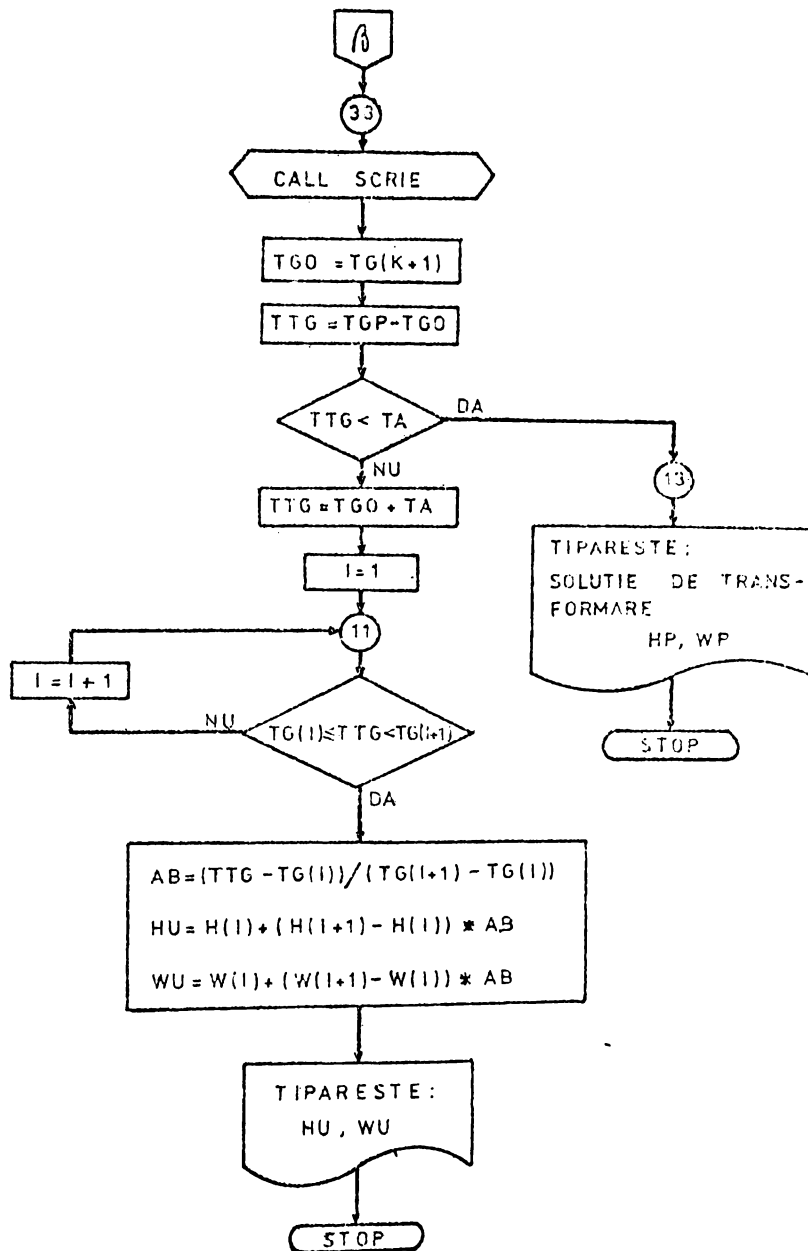 β
33
CALL SCRIE
TGO = TG(K+1)
TTG = TGP-TGO
TTG < TA
DA
NU
13
TTG = TGO + TA
TIPARESTE:
SOLUTIE DE TRANS-
FORMARE
HP, WP
STOP
I=1
11
I = I + 1
NU
TG(I)≤TTG<TG(I+1)
DA
AB=(TTG-TG(I))/(TG(I+1)-TG(I))
HU=H(I)+(H(I+1)-H(I))*AB
WU=W(I)+(W(I+1)-W(I))*AB
TIPARESTE:
HU, WU
STOP